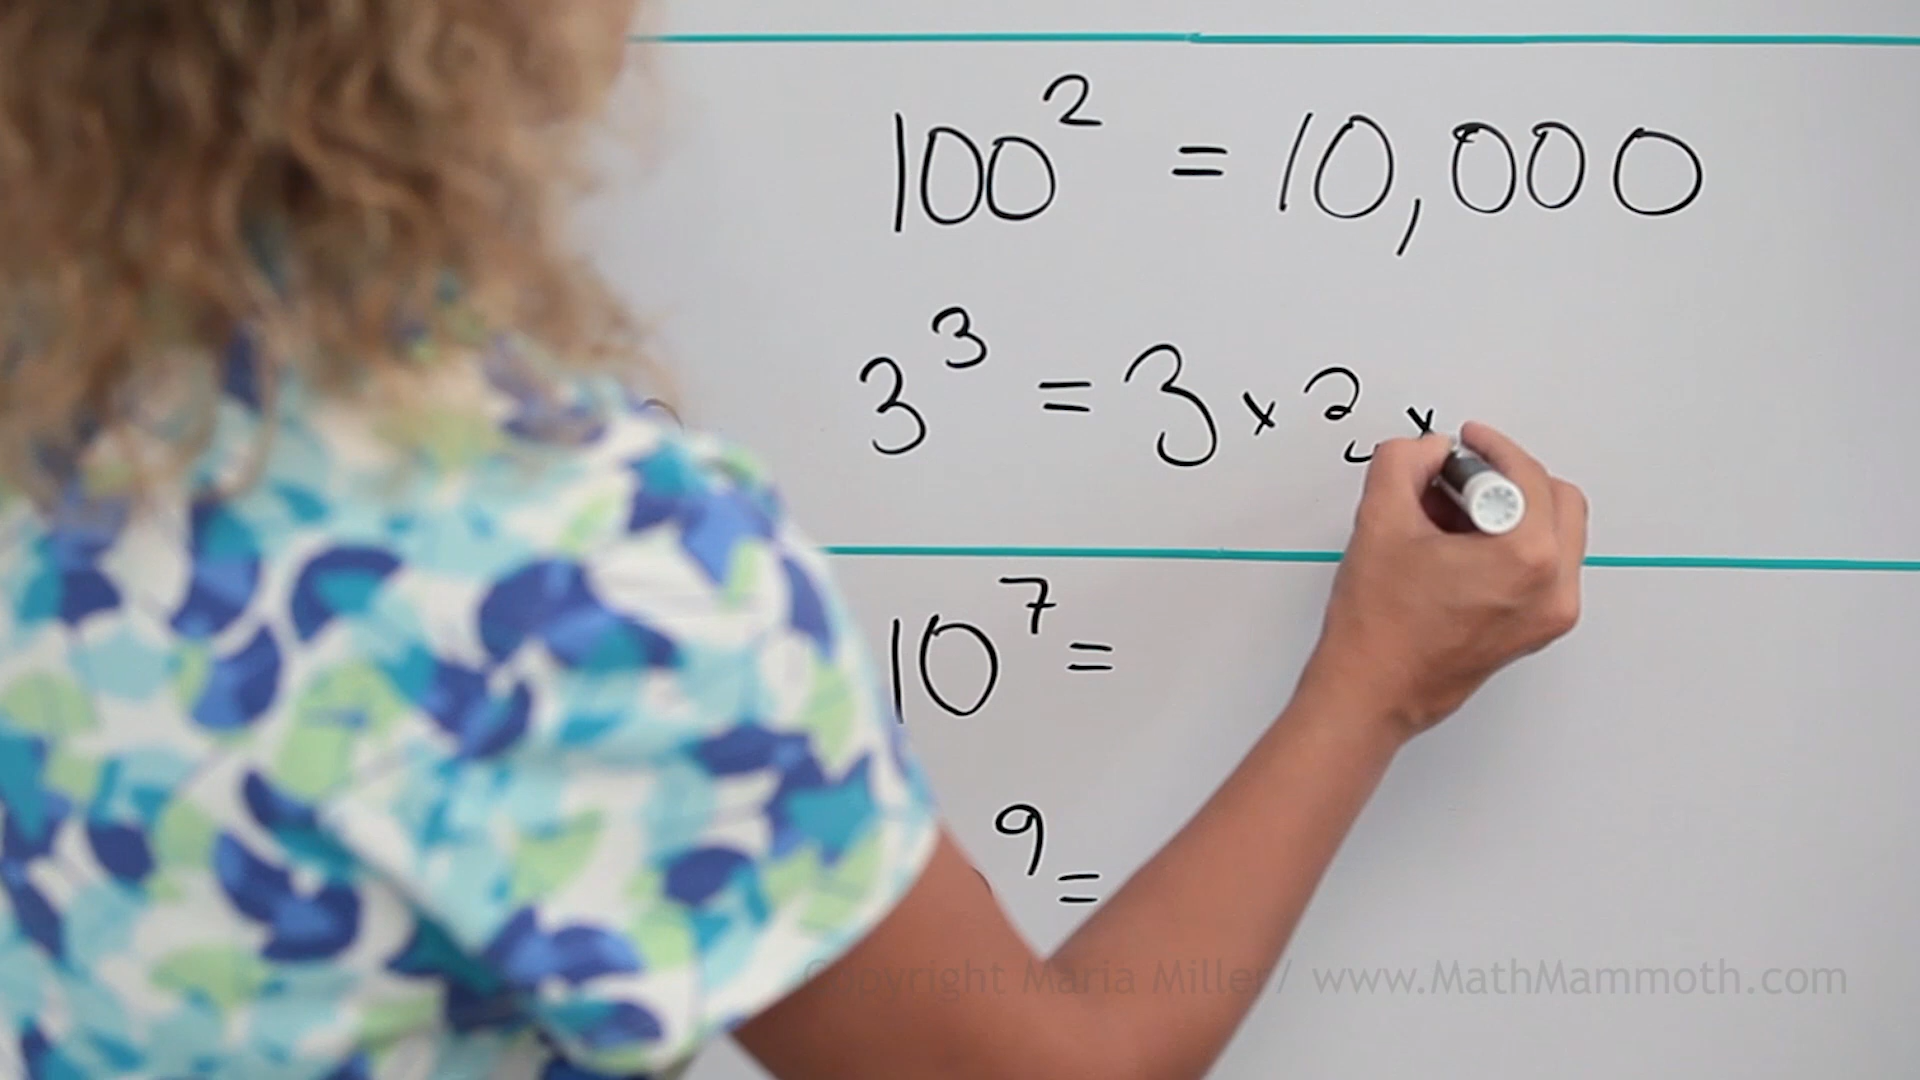 100² = 10,000
3³ = 3 × 3 ×
10⁷ =
⁹ =
Copyright Maria Miller / www.MathMammoth.com